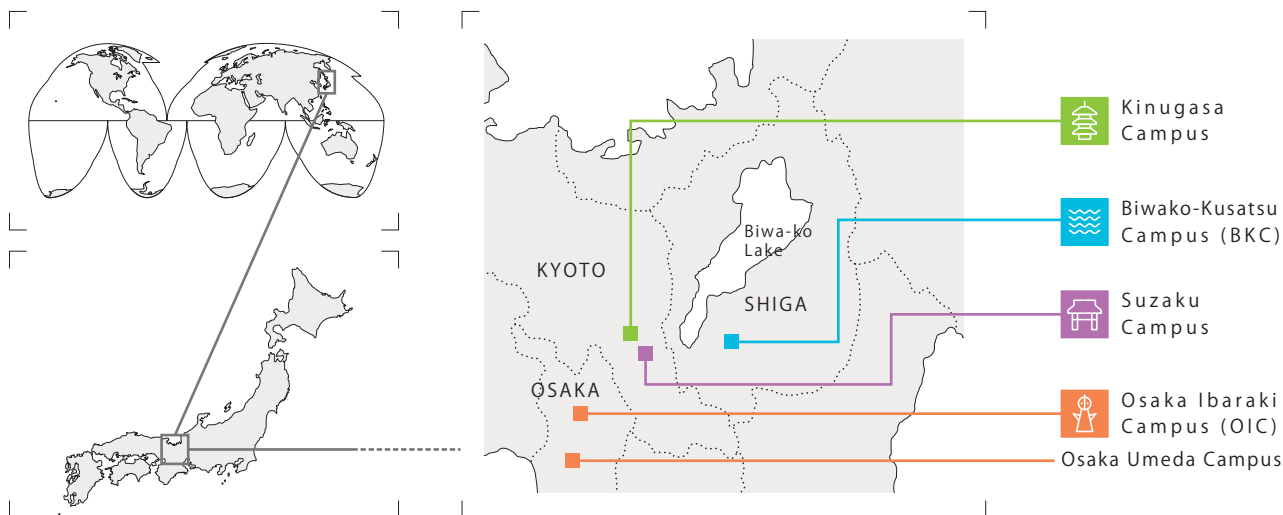 Kinugasa
Campus
Biwako-Kusatsu
Campus (BKC)
Biwa-ko
Lake
KYOTO
SHIGA
Suzaku
Campus
OSAKA
Osaka Ibaraki
Campus (OIC)
Osaka Umeda Campus